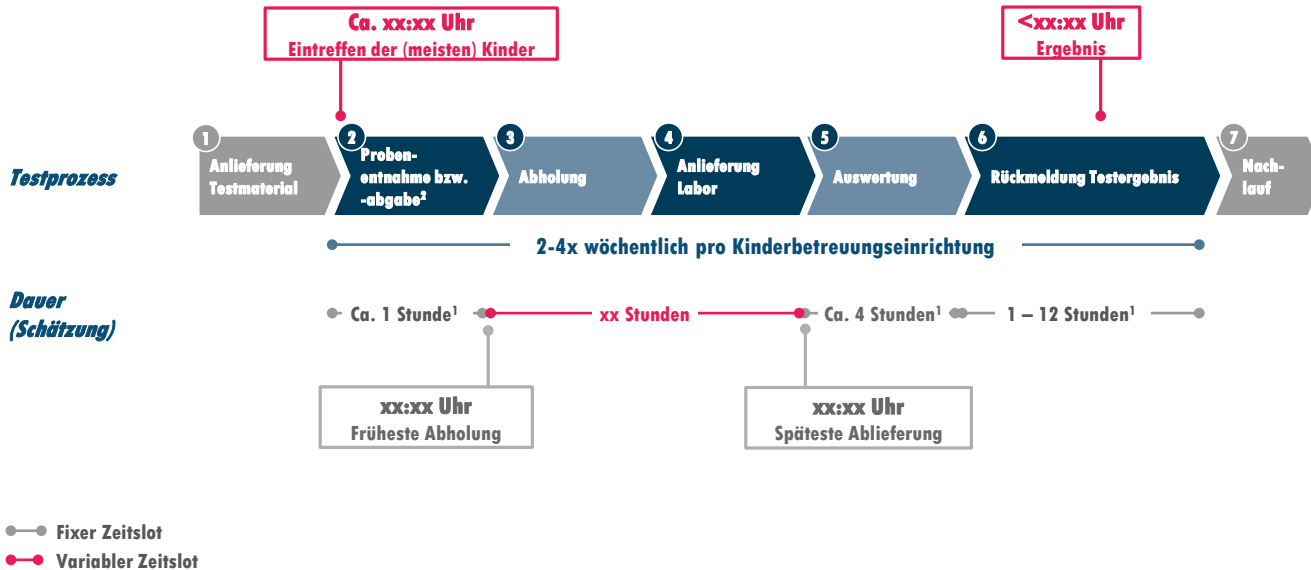 Ca. xx:xx Uhr
Eintreffen der (meisten) Kinder
<xx:xx Uhr
Ergebnis
Testprozess
1
Anlieferung
Testmaterial
2
Proben-
entnahme bzw.
-abgabe²
3
Abholung
4
Anlieferung
Labor
5
Auswertung
6
Rückmeldung Testergebnis
7
Nach-
lauf
2-4x wöchentlich pro Kinderbetreuungseinrichtung
Dauer
(Schätzung)
Ca. 1 Stunde¹
xx Stunden
Ca. 4 Stunden¹
1 – 12 Stunden¹
xx:xx Uhr
Früheste Abholung
xx:xx Uhr
Späteste Ablieferung
Fixer Zeitslot
Variabler Zeitslot